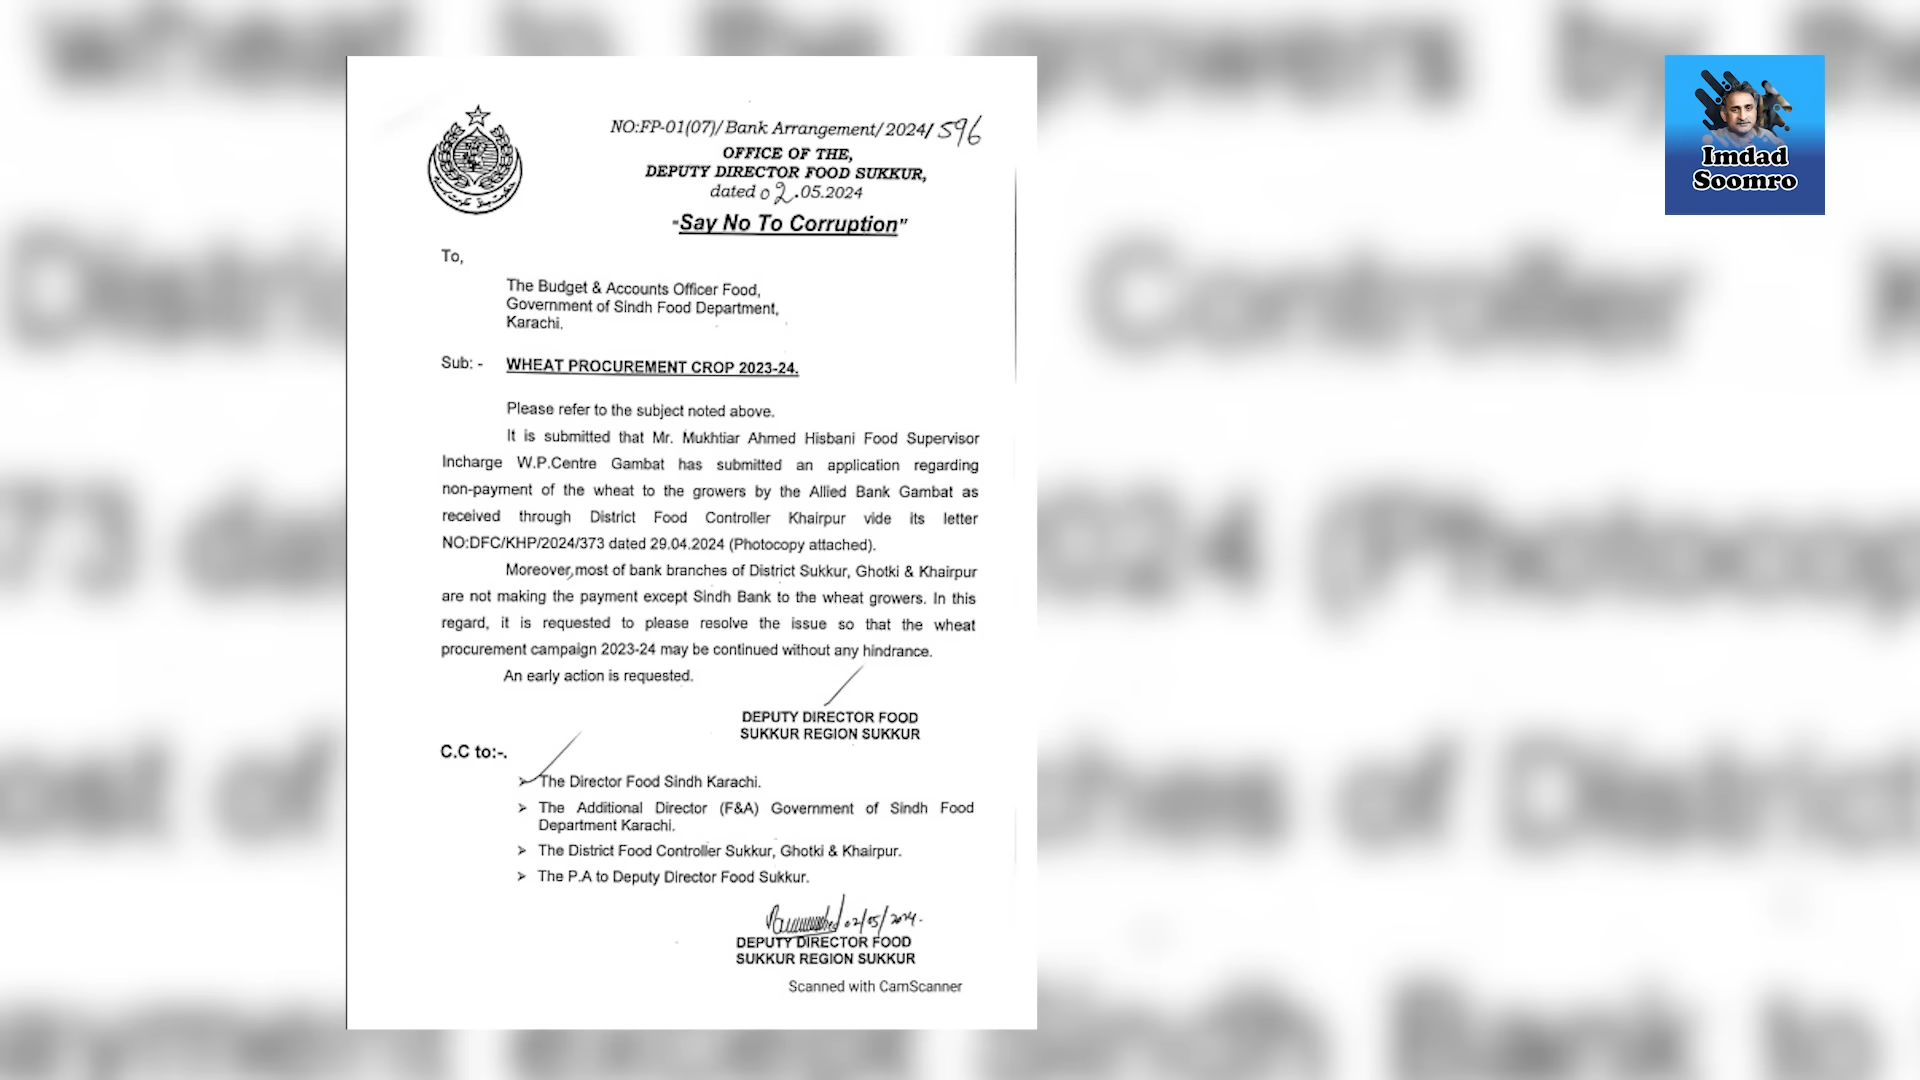 NO:FP-01(07)/Bank Arrangement/2024/596
OFFICE OF THE,
DEPUTY DIRECTOR FOOD SUKKUR,
dated 02.05.2024
"Say No To Corruption"
To,
The Budget & Accounts Officer Food,
Government of Sindh Food Department,
Karachi.
Sub: - WHEAT PROCUREMENT CROP 2023-24.
Please refer to the subject noted above.
It is submitted that Mr. Mukhtiar Ahmed Hisbani Food Supervisor
Incharge W.P.Centre Gambat has submitted an application regarding
non-payment of the wheat to the growers by the Allied Bank Gambat as
received through District Food Controller Khairpur vide its letter
NO:DFC/KHP/2024/373 dated 29.04.2024 (Photocopy attached).
Moreover, most of bank branches of District Sukkur, Ghotki & Khairpur
are not making the payment except Sindh Bank to the wheat growers. In this
regard, it is requested to please resolve the issue so that the wheat
procurement campaign 2023-24 may be continued without any hindrance.
An early action is requested.
DEPUTY DIRECTOR FOOD
SUKKUR REGION SUKKUR
C.C to:-.
➢ The Director Food Sindh Karachi.
➢ The Additional Director (F&A) Government of Sindh Food
Department Karachi.
➢ The District Food Controller Sukkur, Ghotki & Khairpur.
➢ The P.A to Deputy Director Food Sukkur.
02/05/2024.
DEPUTY DIRECTOR FOOD
SUKKUR REGION SUKKUR
Scanned with CamScanner
Imdad
Soomro